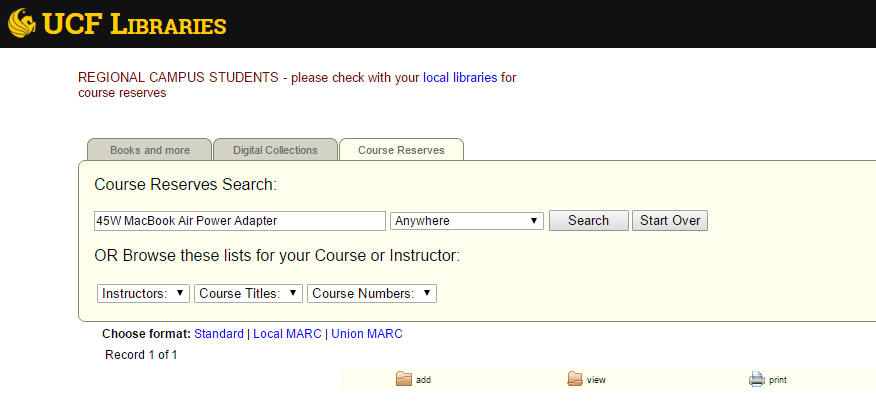 UCF LIBRARIES
REGIONAL CAMPUS STUDENTS - please check with your local libraries for
course reserves
Books and more Digital Collections Course Reserves
Course Reserves Search:
45W MacBook Air Power Adapter Anywhere Search Start Over
OR Browse these lists for your Course or Instructor:
Instructors: Course Titles: Course Numbers:
Choose format: Standard | Local MARC | Union MARC
Record 1 of 1
add view print